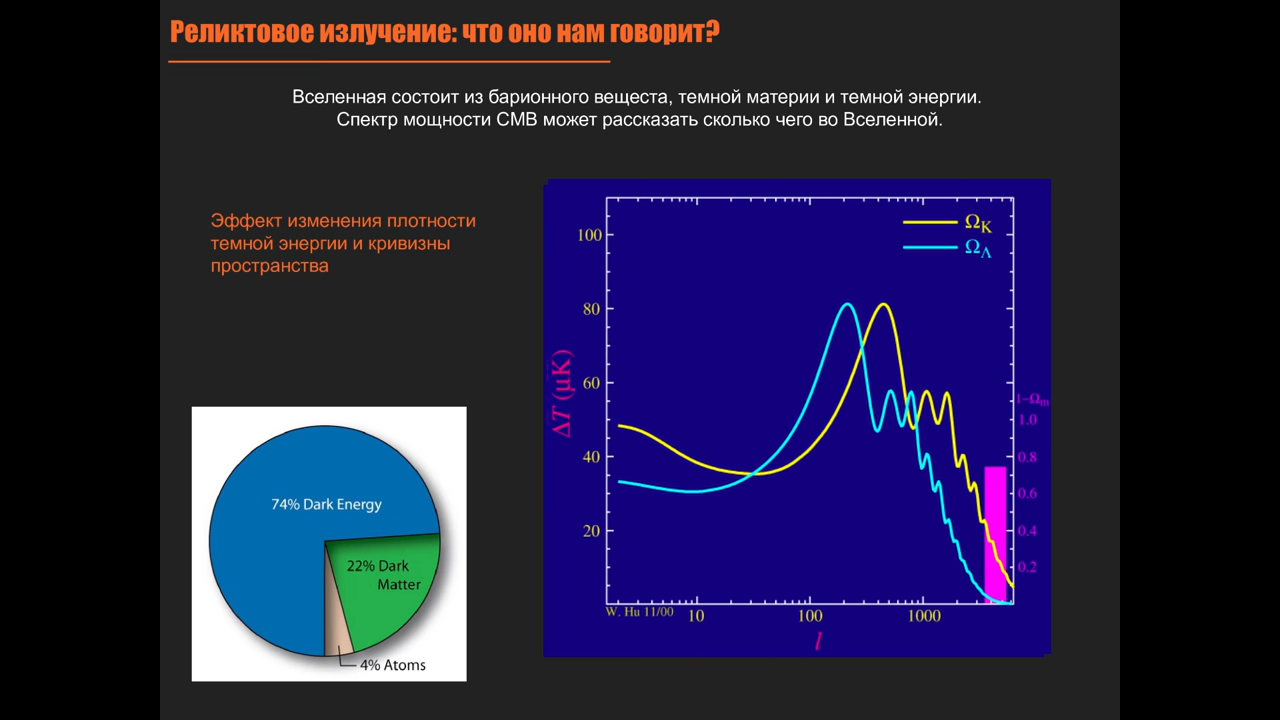 Реликтовое излучение: что оно нам говорит?
Вселенная состоит из барионного вещеста, темной материи и темной энергии.
Спектр мощности CMB может рассказать сколько чего во Вселенной.
Эффект изменения плотности
темной энергии и кривизны
пространства
74% Dark Energy
22% Dark
Matter
4% Atoms
Ω_K
Ω_Λ
100
80
60
40
20
ΔT (μK)
1–Ω_m
1.0
0.8
0.6
0.4
0.2
W. Hu 11/00
10
100
1000
l